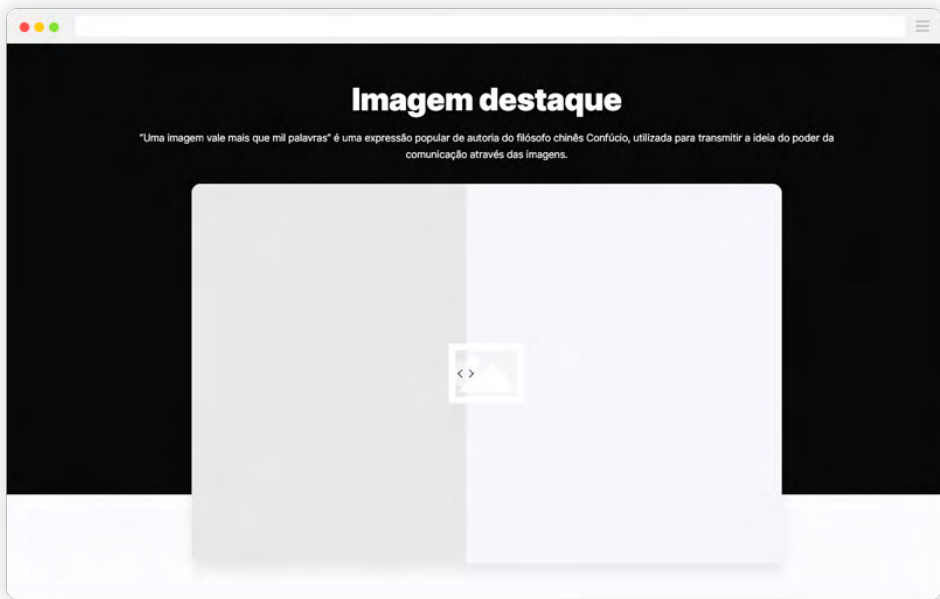 Imagem destaque
“Uma imagem vale mais que mil palavras” é uma expressão popular de autoria do filósofo chinês Confúcio, utilizada para transmitir a ideia do poder da
comunicação através das imagens.